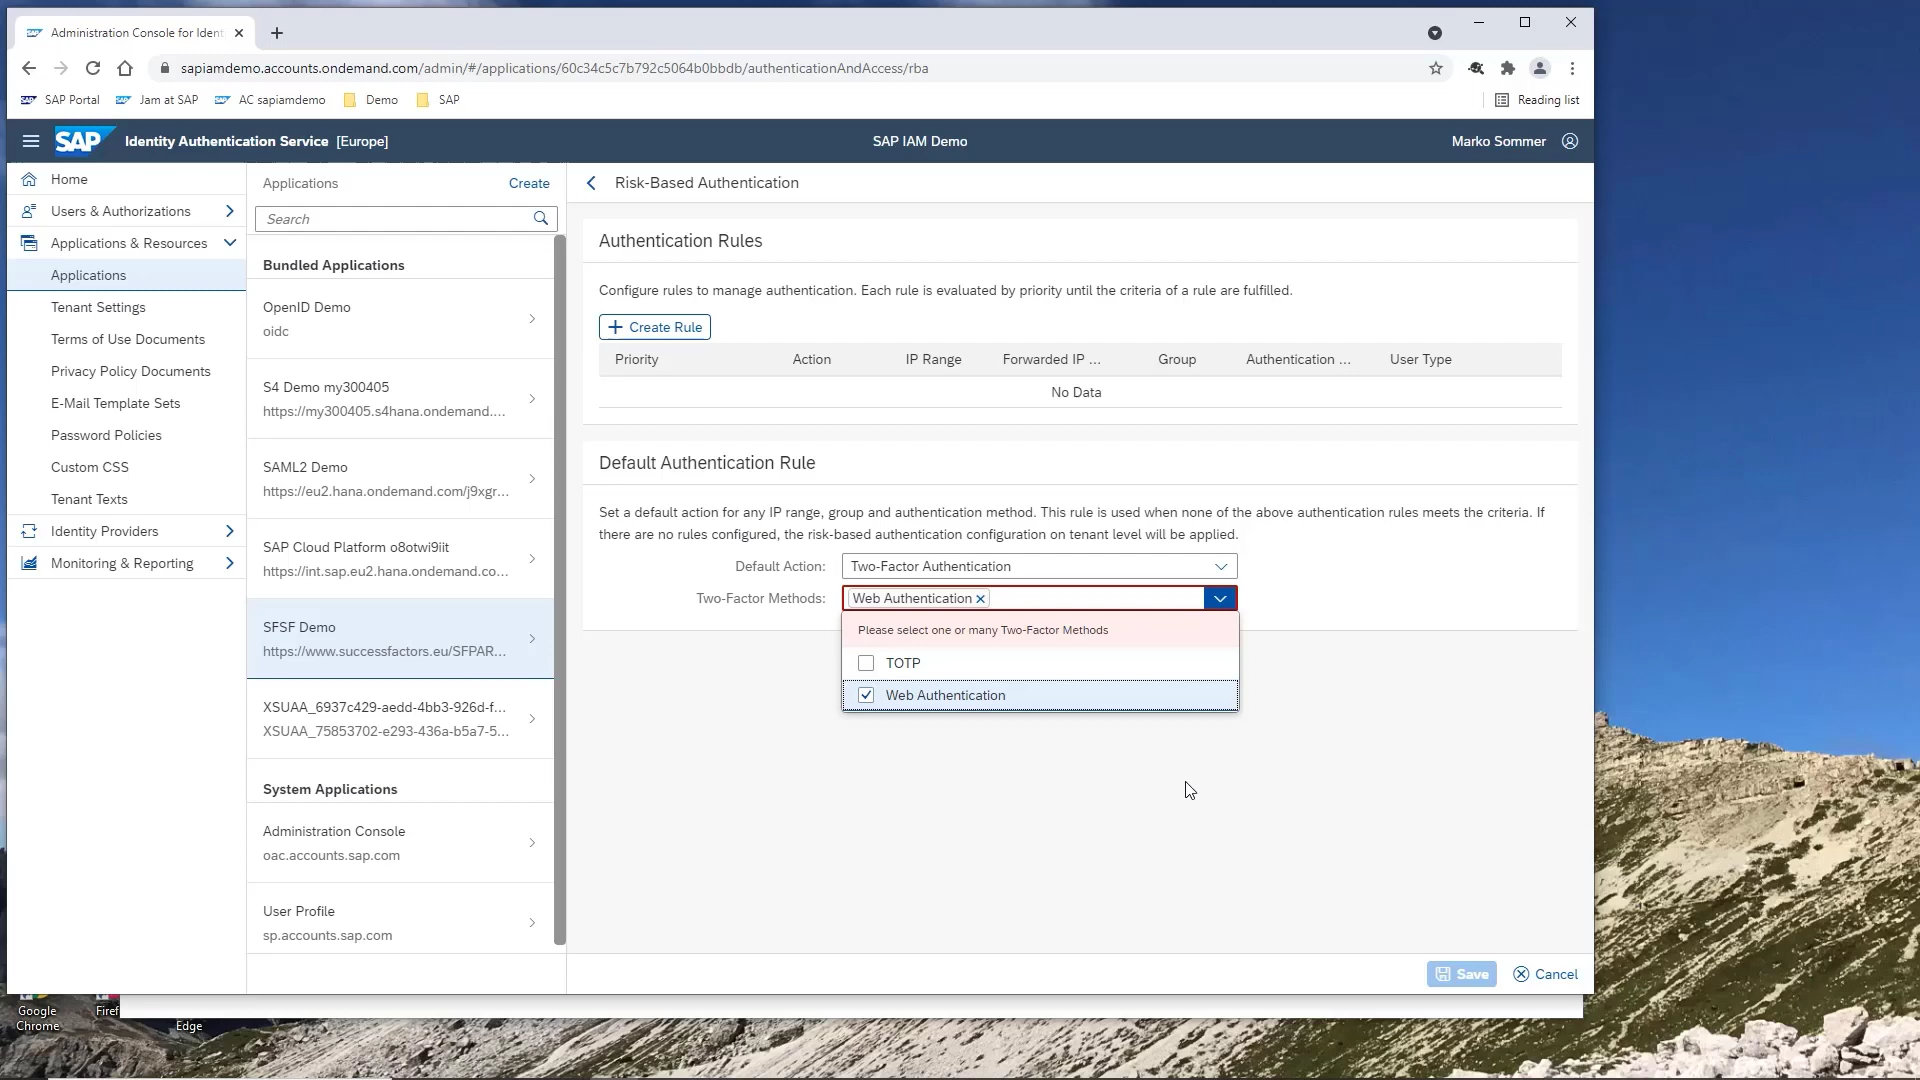 Administration Console for Ident
sapiamdemo.accounts.ondemand.com/admin/#/applications/60c34c5c7b792c5064b0bbdb/authenticationAndAccess/rba
SAP Portal
Jam at SAP
AC sapiamdemo
Demo
SAP
Reading list
SAP
Identity Authentication Service [Europe]
SAP IAM Demo
Marko Sommer
Home
Users & Authorizations
Applications & Resources
Applications
Tenant Settings
Terms of Use Documents
Privacy Policy Documents
E-Mail Template Sets
Password Policies
Custom CSS
Tenant Texts
Identity Providers
Monitoring & Reporting
Applications
Create
Search
Bundled Applications
OpenID Demo
oidc
S4 Demo my300405
https://my300405.s4hana.ondemand....
SAML2 Demo
https://eu2.hana.ondemand.com/j9xgr...
SAP Cloud Platform o8otwi9iit
https://int.sap.eu2.hana.ondemand.co...
SFSF Demo
https://www.successfactors.eu/SFPAR...
XSUAA_6937c429-aedd-4bb3-926d-f...
XSUAA_75853702-e293-436a-b5a7-5...
System Applications
Administration Console
oac.accounts.sap.com
User Profile
sp.accounts.sap.com
Risk-Based Authentication
Authentication Rules
Configure rules to manage authentication. Each rule is evaluated by priority until the criteria of a rule are fulfilled.
Create Rule
Priority
Action
IP Range
Forwarded IP ...
Group
Authentication ...
User Type
No Data
Default Authentication Rule
Set a default action for any IP range, group and authentication method. This rule is used when none of the above authentication rules meets the criteria. If
there are no rules configured, the risk-based authentication configuration on tenant level will be applied.
Default Action:
Two-Factor Authentication
Two-Factor Methods:
Web Authentication
Please select one or many Two-Factor Methods
TOTP
Web Authentication
Save
Cancel
Google
Chrome
Firef
Edge